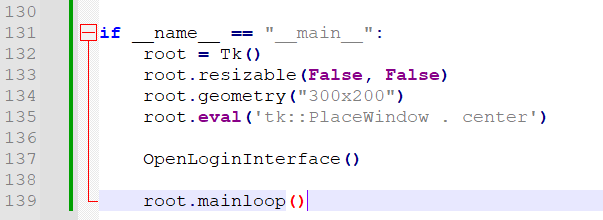 130
131 if __name__ == "__main__":
132     root = Tk()
133     root.resizable(False, False)
134     root.geometry("300x200")
135     root.eval('tk::PlaceWindow . center')
136
137     OpenLoginInterface()
138
139     root.mainloop()